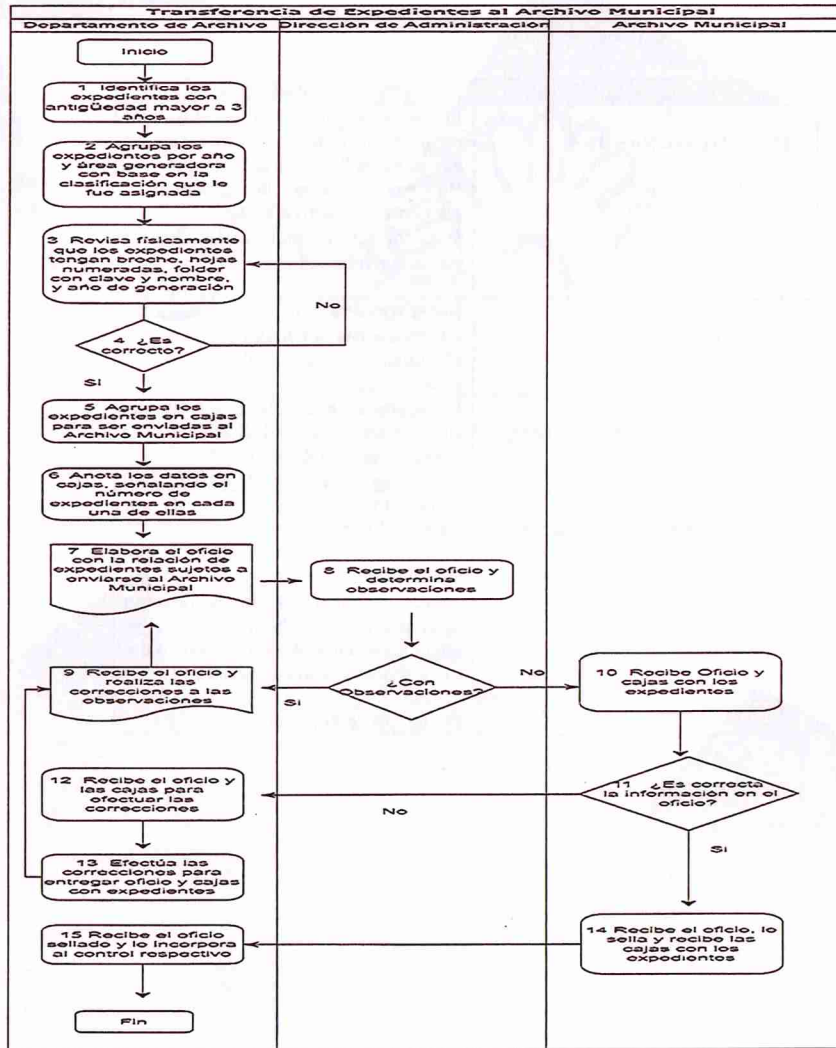 Transferencia de Expedientes al Archivo Municipal
Departamento de Archivo
Dirección de Administración
Archivo Municipal
Inicio
1 Identifica los
expedientes con
antigüedad mayor a 3
años
2 Agrupa los
expedientes por año
y área generadora
con base en la
clasificación que le
fue asignada
3 Revisa físicamente
que los expedientes
tengan broche, hojas
numeradas, folder
con clave y nombre,
y año de generación
No
4 ¿Es
correcto?
Si
5 Agrupa los
expedientes en cajas
para ser enviadas al
Archivo Municipal
6 Anota los datos en
cajas, señalando el
número de
expedientes en cada
una de ellas
7 Elabora el oficio
con la relación de
expedientes sujetos a
enviarse al Archivo
Municipal
8 Recibe el oficio y
determina
observaciones
¿Con
Observaciones?
Si
No
9 Recibe el oficio y
realiza las
correcciones a las
observaciones
10 Recibe Oficio y
cajas con los
expedientes
11 ¿Es correcta
la información en el
oficio?
No
Si
12 Recibe el oficio y
las cajas para
efectuar las
correcciones
13 Efectúa las
correcciones para
entregar oficio y cajas
con expedientes
14 Recibe el oficio, lo
sella y recibe las
cajas con los
expedientes
15 Recibe el oficio
sellado y lo incorpora
al control respectivo
Fin